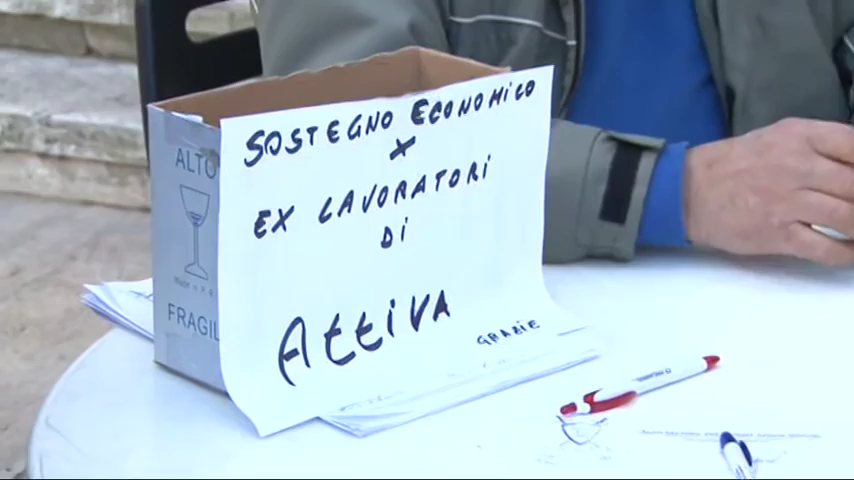 SOSTEGNO ECONOMICO
X
EX LAVORATORI
DI
AttiVA
GRAZIE
ALTO
FRAGIL